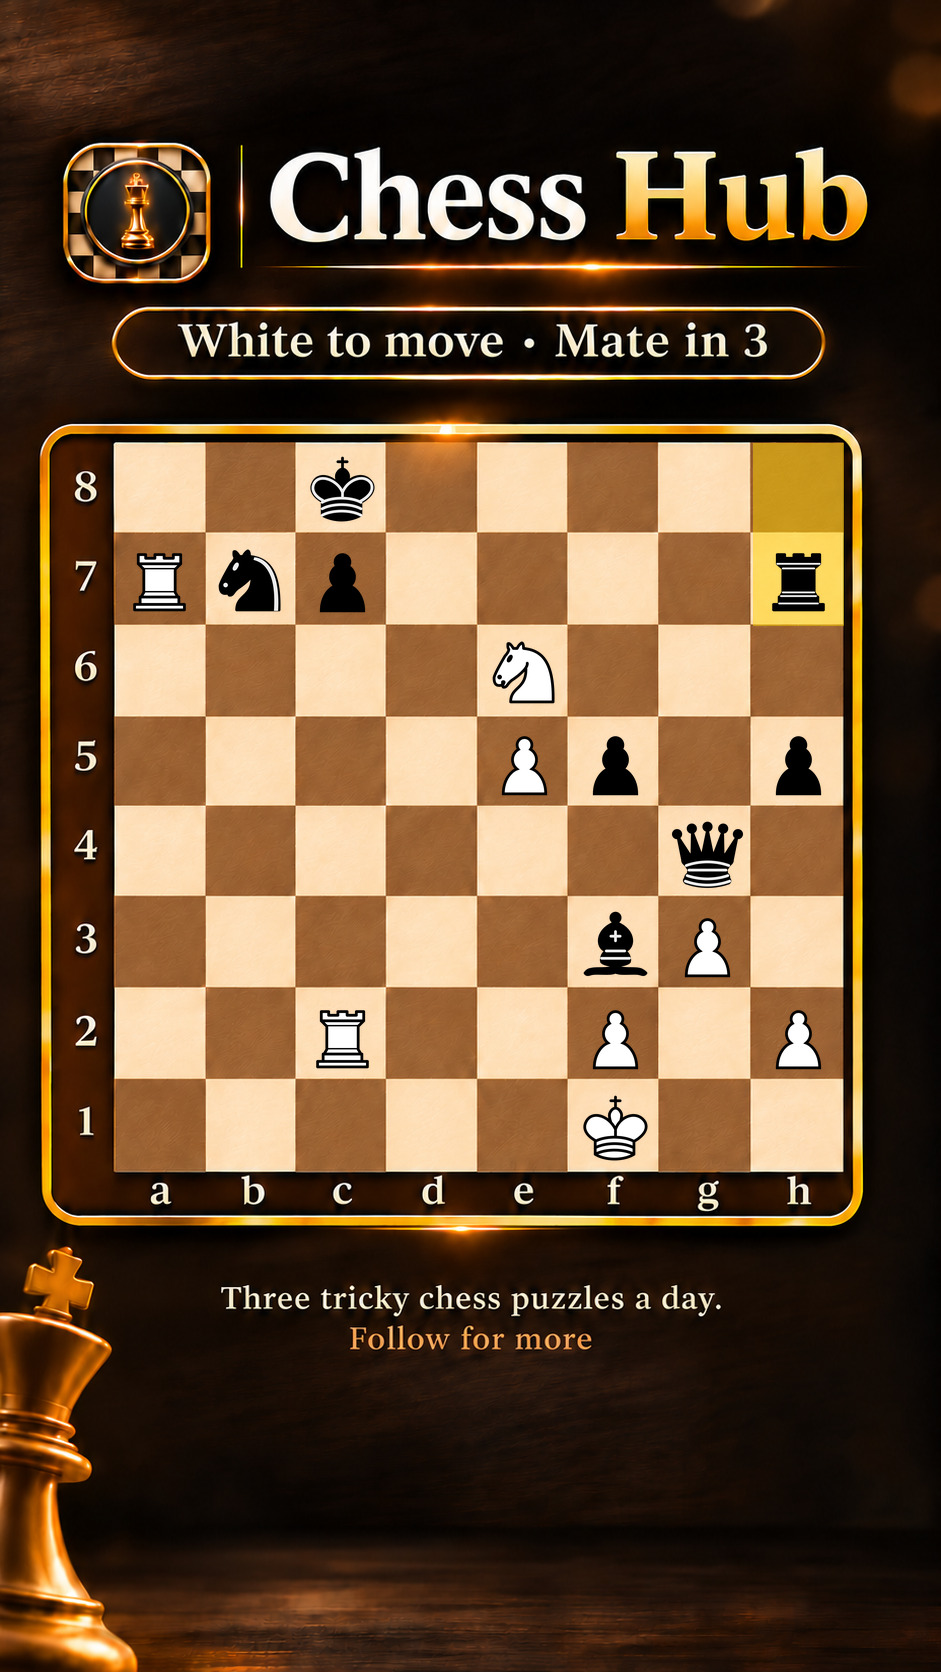 Chess Hub
White to move • Mate in 3
8
7
6
5
4
3
2
1
a b c d e f g h
Three tricky chess puzzles a day.
Follow for more